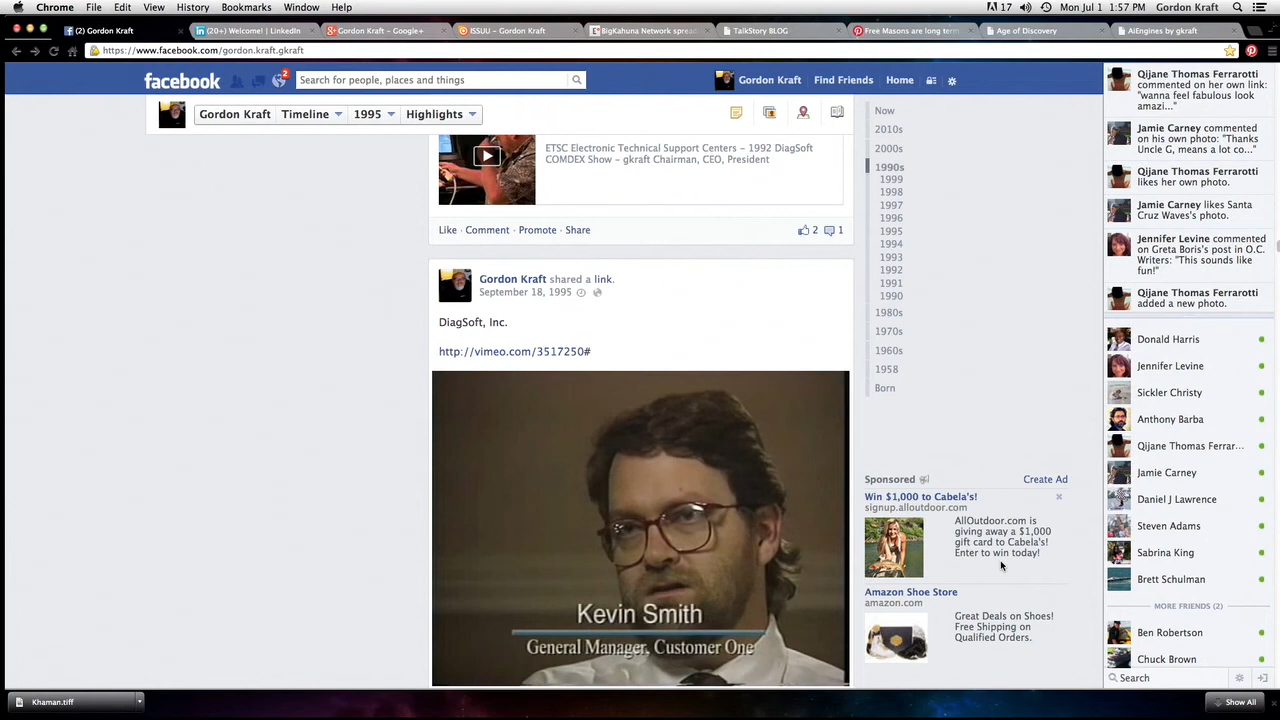 Chrome File Edit View History Bookmarks Window Help
17 Mon Jul 1 1:57 PM Gordon Kraft
(2) Gordon Kraft
(20+) Welcome! | LinkedIn
Gordon Kraft - Google+
ISSUU - Gordon Kraft
BigKahuna Network sprea
TalkStory BLOG
Free Masons are long term
Age of Discovery
AiEngines by gkraft
https://www.facebook.com/gordon.kraft.gkraft
facebook
2
Search for people, places and things
Gordon Kraft Find Friends Home
Gordon Kraft Timeline 1995 Highlights
ETSC Electronic Technical Support Centers - 1992 DiagSoft
COMDEX Show - gkraft Chairman, CEO, President
Like · Comment · Promote · Share
2 1
Gordon Kraft shared a link.
September 18, 1995
DiagSoft, Inc.
http://vimeo.com/3517250#
Kevin Smith
General Manager, Customer One
Now
2010s
2000s
1990s
1999
1998
1997
1996
1995
1994
1993
1992
1991
1990
1980s
1970s
1960s
1958
Born
Sponsored Create Ad
Win $1,000 to Cabela's!
signup.alloutdoor.com
AllOutdoor.com is
giving away a $1,000
gift card to Cabela's!
Enter to win today!
Amazon Shoe Store
amazon.com
Great Deals on Shoes!
Free Shipping on
Qualified Orders.
Qijane Thomas Ferrarotti
commented on her own link:
"wanna feel fabulous look
amazi..."
Jamie Carney commented
on his own photo: "Thanks
Uncle G, means a lot co..."
Qijane Thomas Ferrarotti
likes her own photo.
Jamie Carney likes Santa
Cruz Waves's photo.
Jennifer Levine commented
on Greta Boris's post in O.C.
Writers: "This sounds like
fun!"
Qijane Thomas Ferrarotti
added a new photo.
Donald Harris
Jennifer Levine
Sickler Christy
Anthony Barba
Qijane Thomas Ferrar...
Jamie Carney
Daniel J Lawrence
Steven Adams
Sabrina King
Brett Schulman
MORE FRIENDS (2)
Ben Robertson
Chuck Brown
Search
Khaman.tiff
Show All